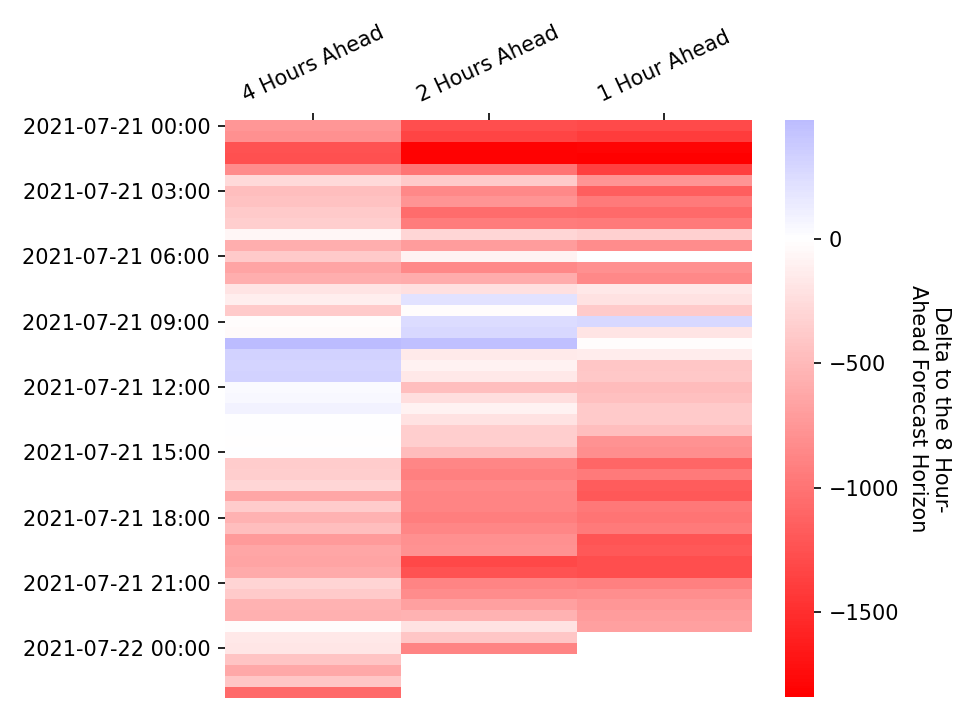 4 Hours Ahead
2 Hours Ahead
1 Hour Ahead
2021-07-21 00:00
2021-07-21 03:00
2021-07-21 06:00
2021-07-21 09:00
2021-07-21 12:00
2021-07-21 15:00
2021-07-21 18:00
2021-07-21 21:00
2021-07-22 00:00
0
−500
−1000
−1500
Delta to the 8 Hour-
Ahead Forecast Horizon